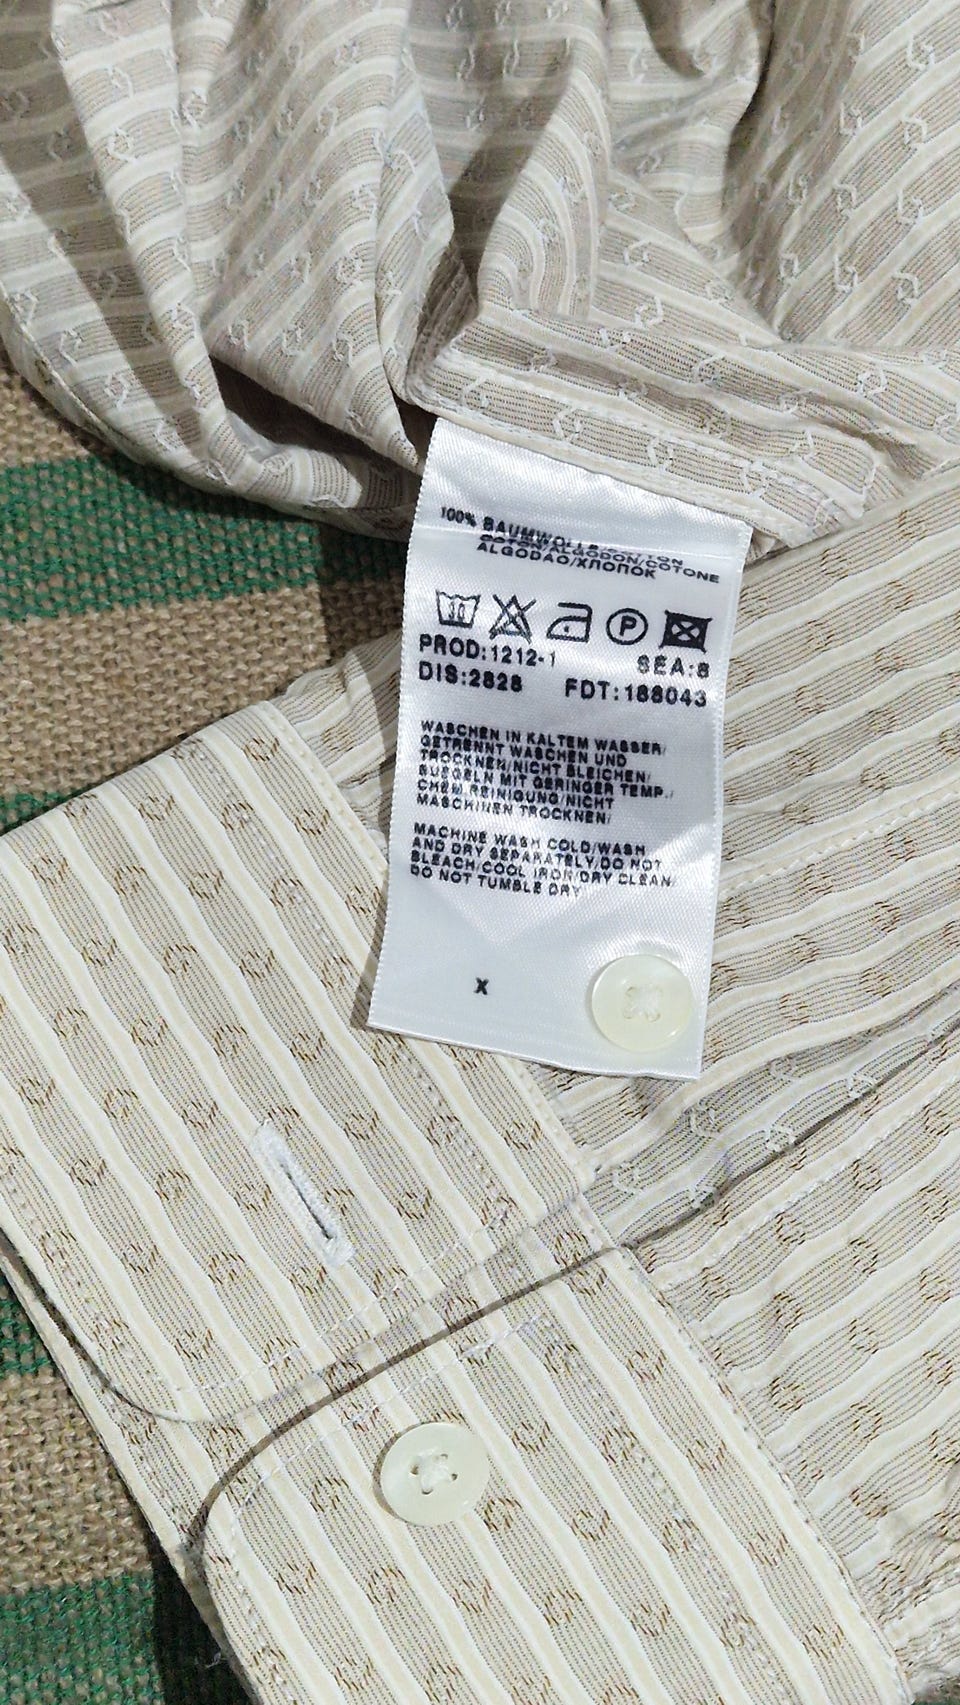 100% BAUMWOLLE/COTTON
COTON/ALGODON/COTONE
ALGODAO/ХЛОПОК
30 P
PROD:1212-1 SEA:8
DIS:2828 FDT:188043
WASCHEN IN KALTEM WASSER/
GETRENNT WASCHEN UND
TROCKNEN/NICHT BLEICHEN/
BUEGELN MIT GERINGER TEMP./
CHEM.REINIGUNG/NICHT
MASCHINEN TROCKNEN/
MACHINE WASH COLD/WASH
AND DRY SEPARATELY/DO NOT
BLEACH/COOL IRON/DRY CLEAN/
DO NOT TUMBLE DRY
X